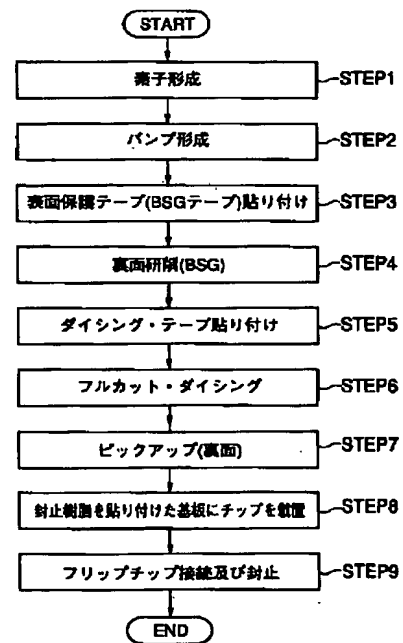 START
素子形成 STEP1
バンプ形成 STEP2
表面保護テープ(BSGテープ)貼り付け STEP3
裏面研削(BSG) STEP4
ダイシング・テープ貼り付け STEP5
フルカット・ダイシング STEP6
ピックアップ(裏面) STEP7
封止樹脂を貼り付けた基板にチップを載置 STEP8
フリップチップ接続及び封止 STEP9
END